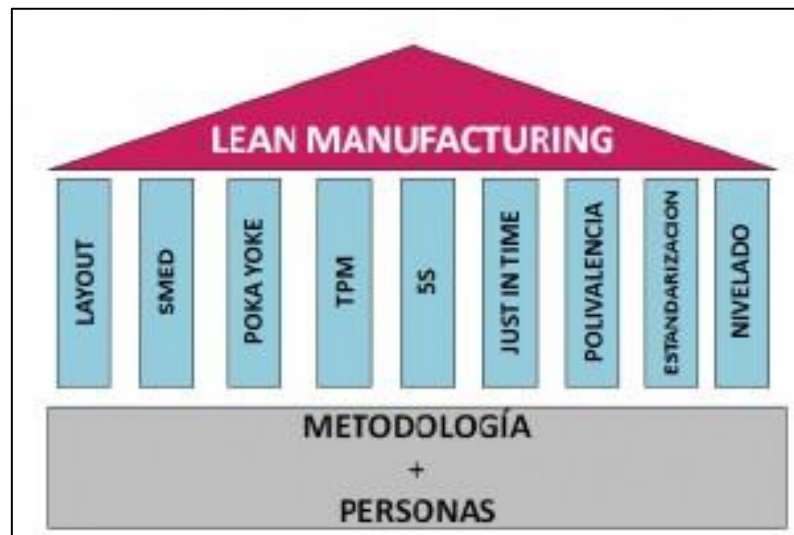 LEAN MANUFACTURING
LAYOUT
SMED
POKA YOKE
TPM
5S
JUST IN TIME
POLIVALENCIA
ESTANDARIZACION
NIVELADO
METODOLOGÍA
+
PERSONAS